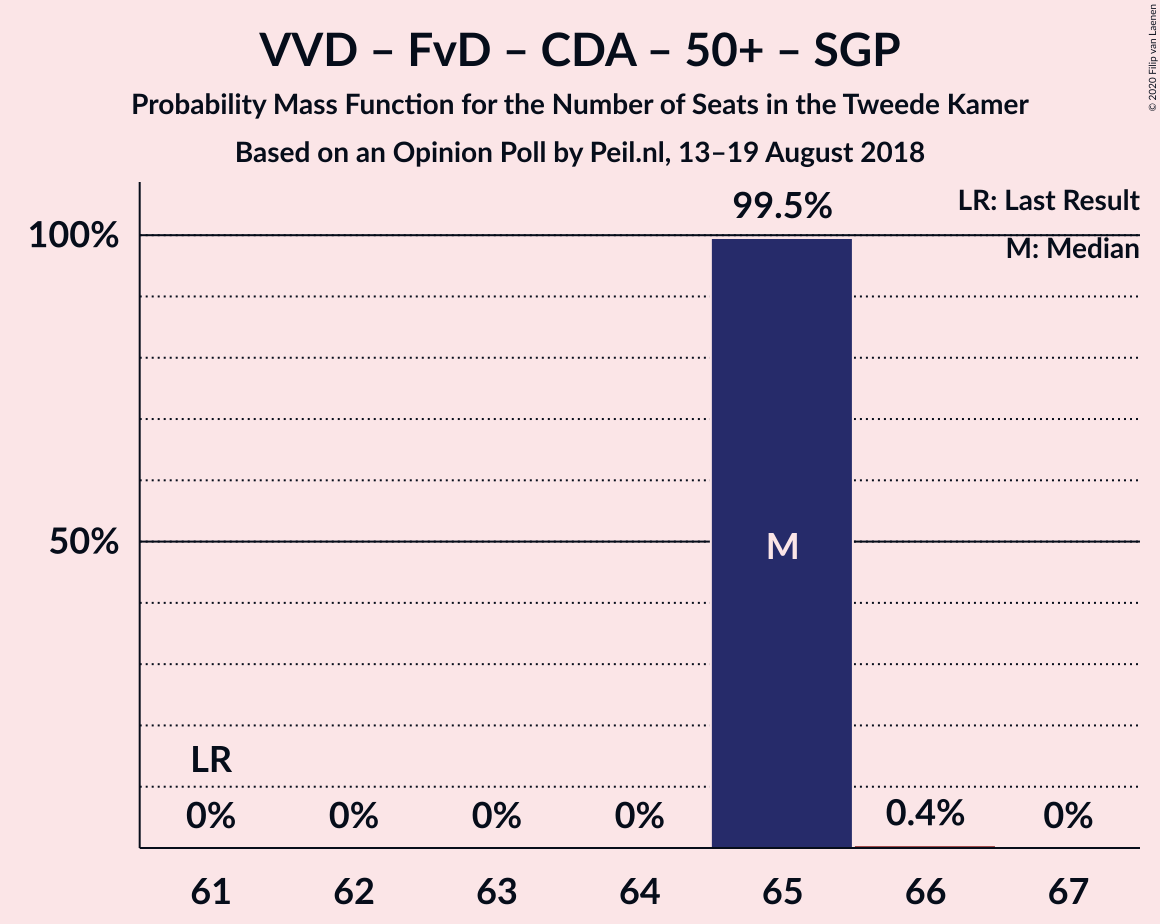 VVD – FvD – CDA – 50+ – SGP
Probability Mass Function for the Number of Seats in the Tweede Kamer
Based on an Opinion Poll by Peil.nl, 13–19 August 2018
© 2020 Filip van Laenen
99.5%
LR: Last Result
100%
M: Median
50%
M
LR
0% 0% 0% 0% 0.4% 0%
61 62 63 64 65 66 67